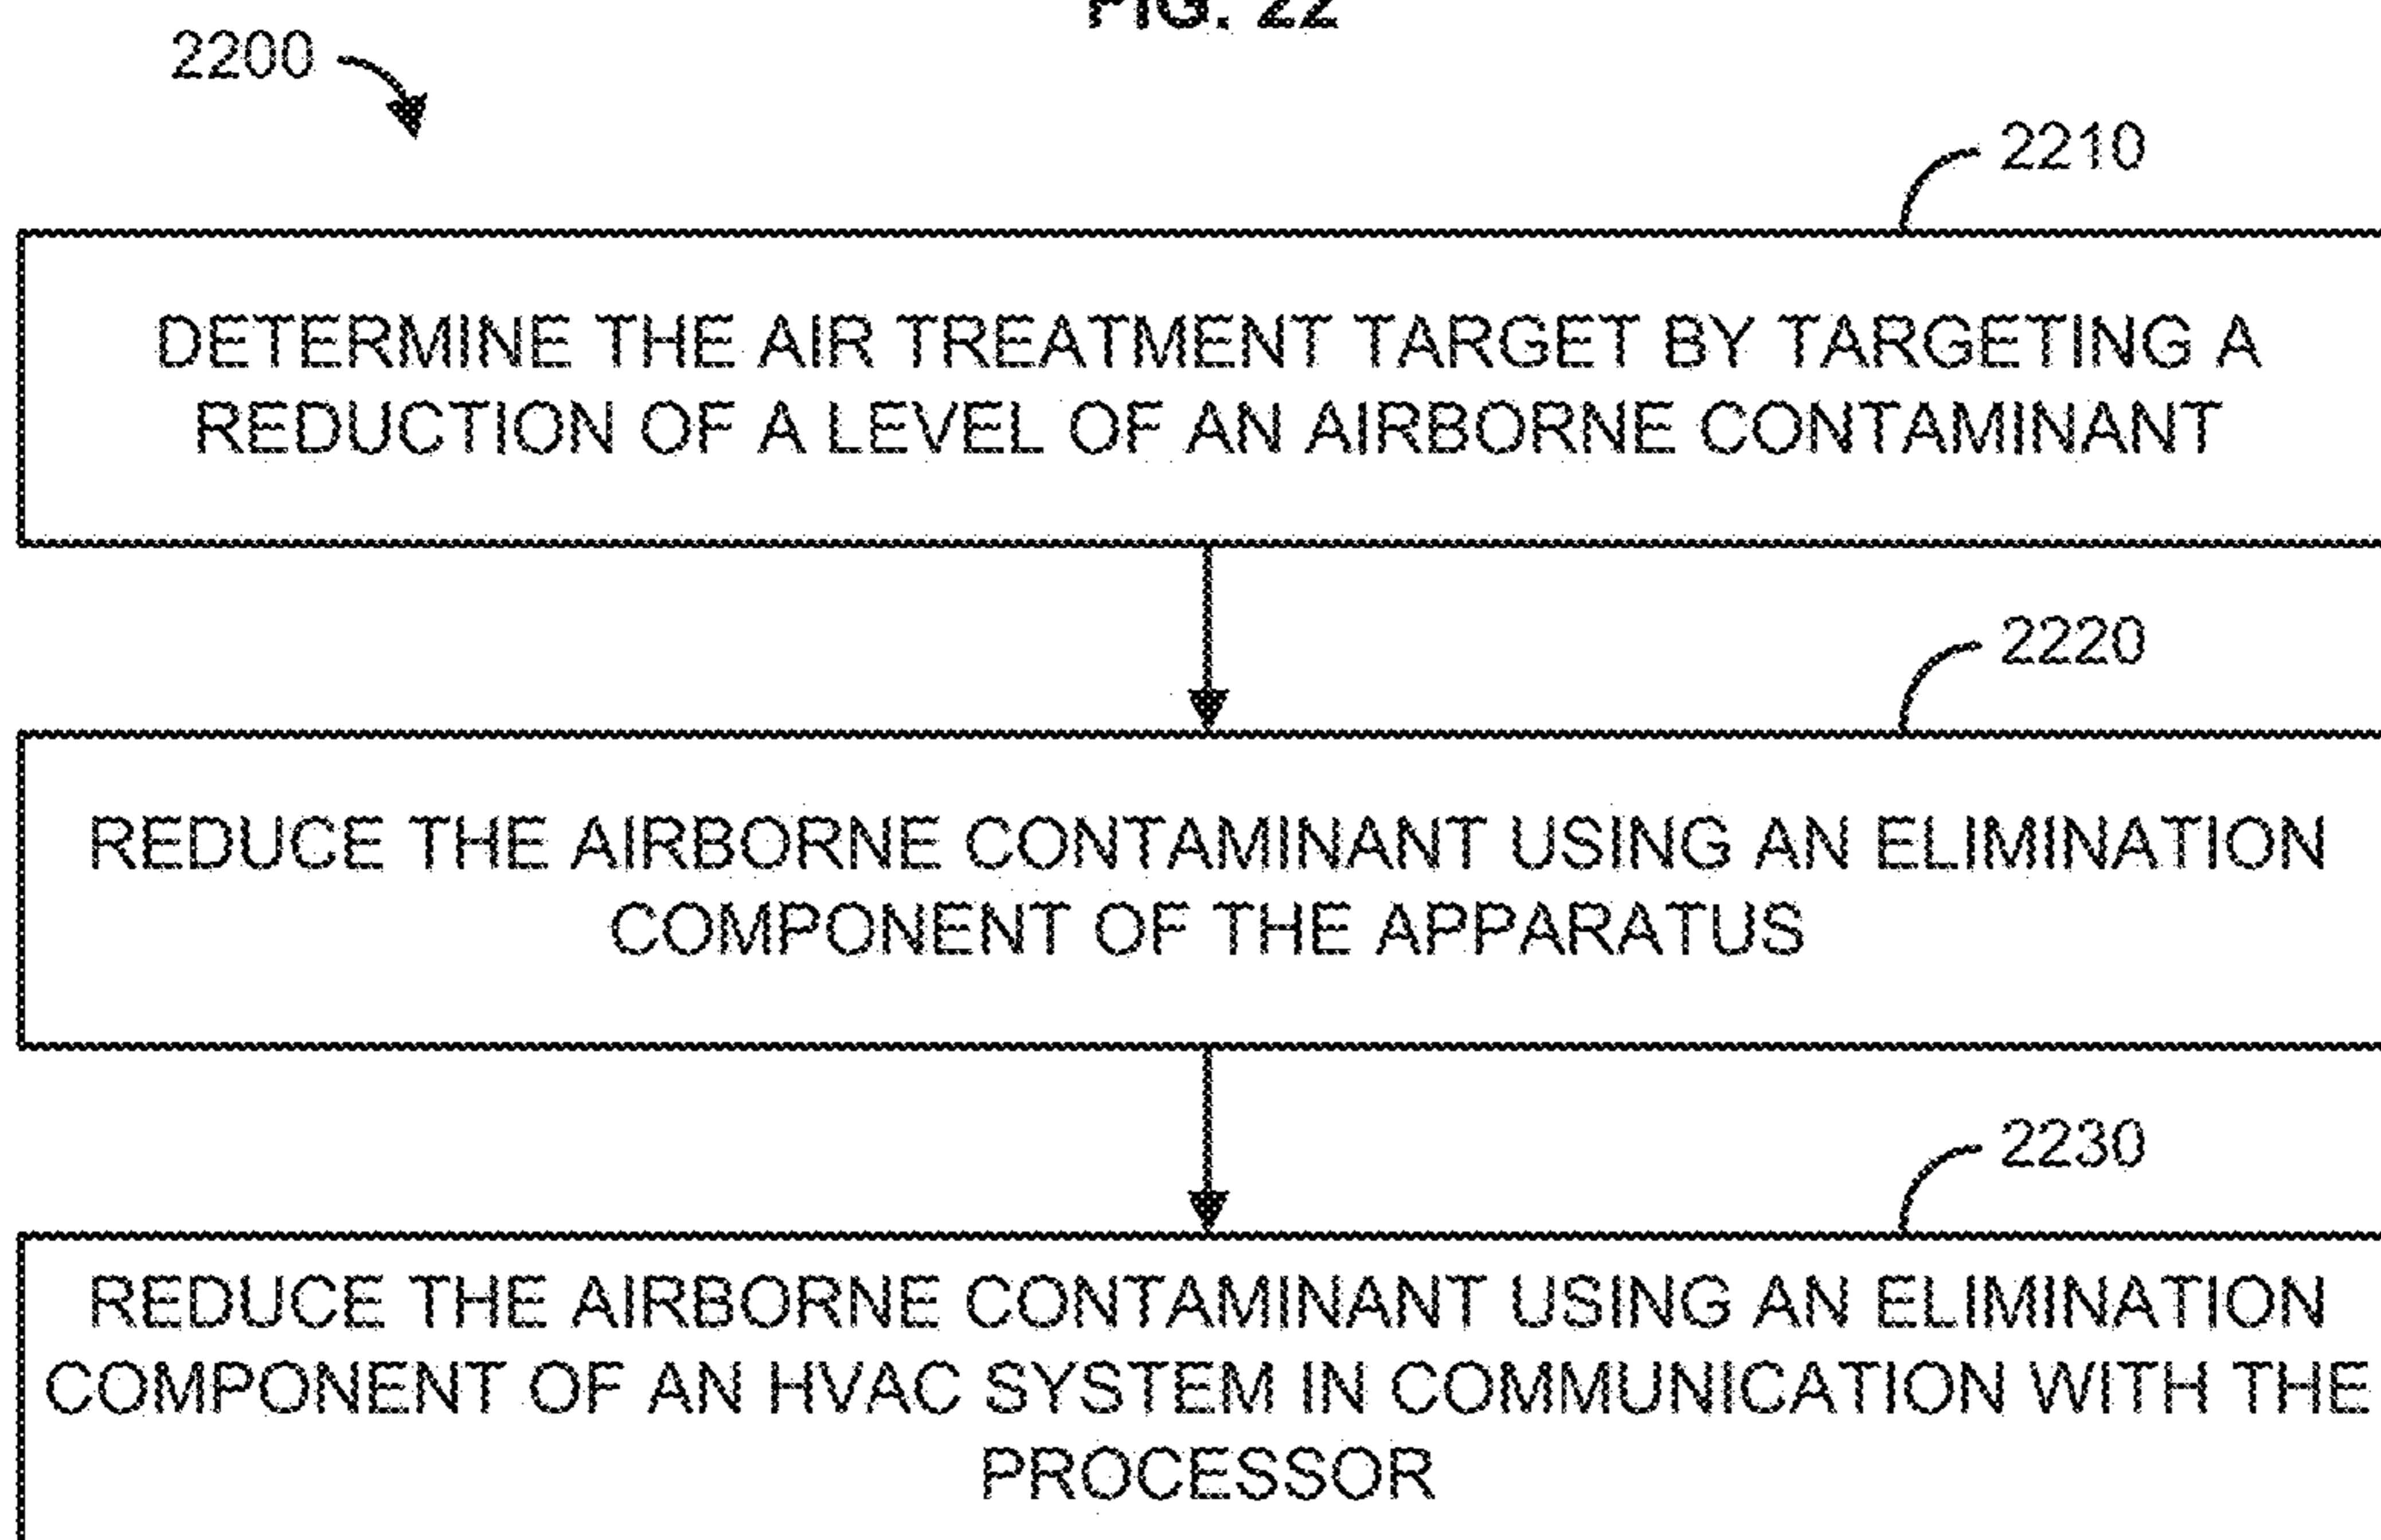 FIG. 22
2200
2210
DETERMINE THE AIR TREATMENT TARGET BY TARGETING A
REDUCTION OF A LEVEL OF AN AIRBORNE CONTAMINANT
2220
REDUCE THE AIRBORNE CONTAMINANT USING AN ELIMINATION
COMPONENT OF THE APPARATUS
2230
REDUCE THE AIRBORNE CONTAMINANT USING AN ELIMINATION
COMPONENT OF AN HVAC SYSTEM IN COMMUNICATION WITH THE
PROCESSOR